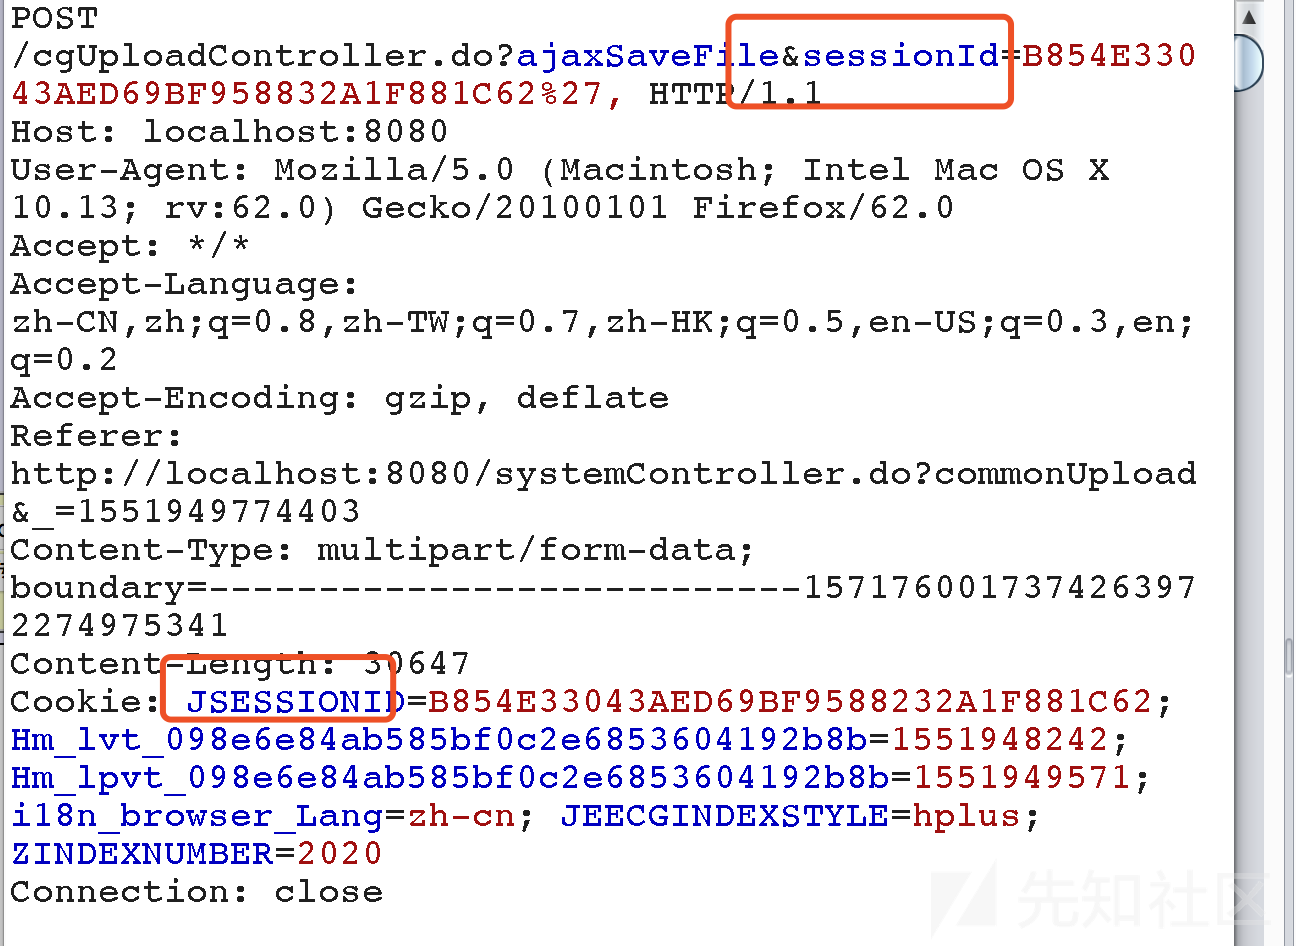 POST
/cgUploadController.do?ajaxSaveFile&sessionId=B854E330
43AED69BF958832A1F881C62%27, HTTP/1.1
Host: localhost:8080
User-Agent: Mozilla/5.0 (Macintosh; Intel Mac OS X
10.13; rv:62.0) Gecko/20100101 Firefox/62.0
Accept: */*
Accept-Language:
zh-CN,zh;q=0.8,zh-TW;q=0.7,zh-HK;q=0.5,en-US;q=0.3,en;
q=0.2
Accept-Encoding: gzip, deflate
Referer:
http://localhost:8080/systemController.do?commonUpload
&_=1551949774403
Content-Type: multipart/form-data;
boundary=---------------------------157176001737426397
2274975341
Content-Length: 30647
Cookie: JSESSIONID=B854E33043AED69BF9588232A1F881C62;
Hm_lvt_098e6e84ab585bf0c2e6853604192b8b=1551948242;
Hm_lpvt_098e6e84ab585bf0c2e6853604192b8b=1551949571;
i18n_browser_Lang=zh-cn; JEECGINDEXSTYLE=hplus;
ZINDEXNUMBER=2020
Connection: close
先知社区